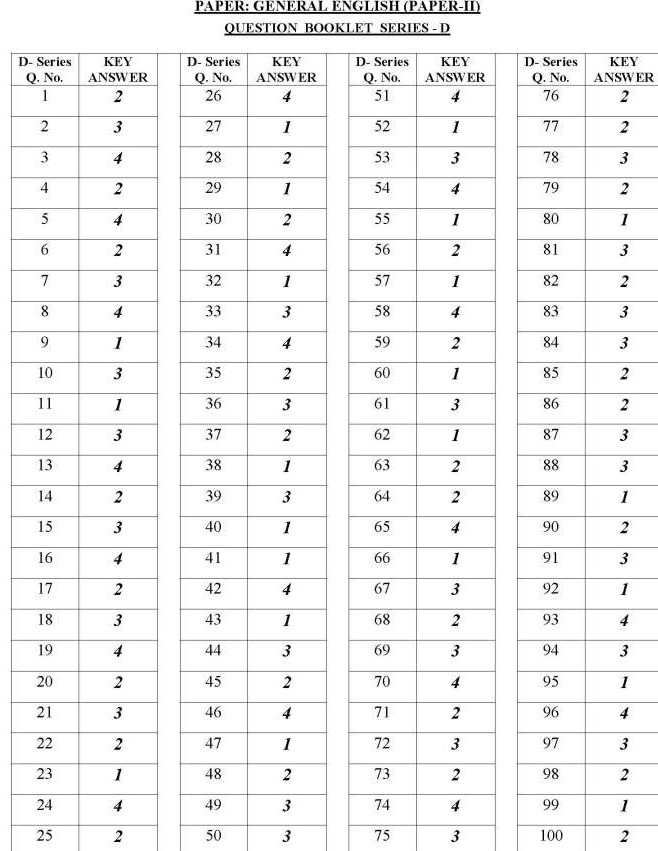 PAPER: GENERAL ENGLISH (PAPER-II)
QUESTION BOOKLET SERIES - D
D- Series KEY D- Series KEY D- Series KEY D- Series KEY
Q. No. ANSWER Q. No. ANSWER Q. No. ANSWER Q. No. ANSWER
1 2 26 4 51 4 76 2
2 3 27 1 52 1 77 2
3 4 28 2 53 3 78 3
4 2 29 1 54 4 79 2
5 4 30 2 55 1 80 1
6 2 31 4 56 2 81 3
7 3 32 1 57 1 82 2
8 4 33 3 58 4 83 3
9 1 34 4 59 2 84 3
10 3 35 2 60 1 85 2
11 1 36 3 61 3 86 2
12 3 37 2 62 1 87 3
13 4 38 1 63 2 88 3
14 2 39 3 64 2 89 1
15 3 40 1 65 4 90 2
16 4 41 1 66 1 91 3
17 2 42 4 67 3 92 1
18 3 43 1 68 2 93 4
19 4 44 3 69 3 94 3
20 2 45 2 70 4 95 1
21 3 46 4 71 2 96 4
22 2 47 1 72 3 97 3
23 1 48 2 73 2 98 2
24 4 49 3 74 4 99 1
25 2 50 3 75 3 100 2